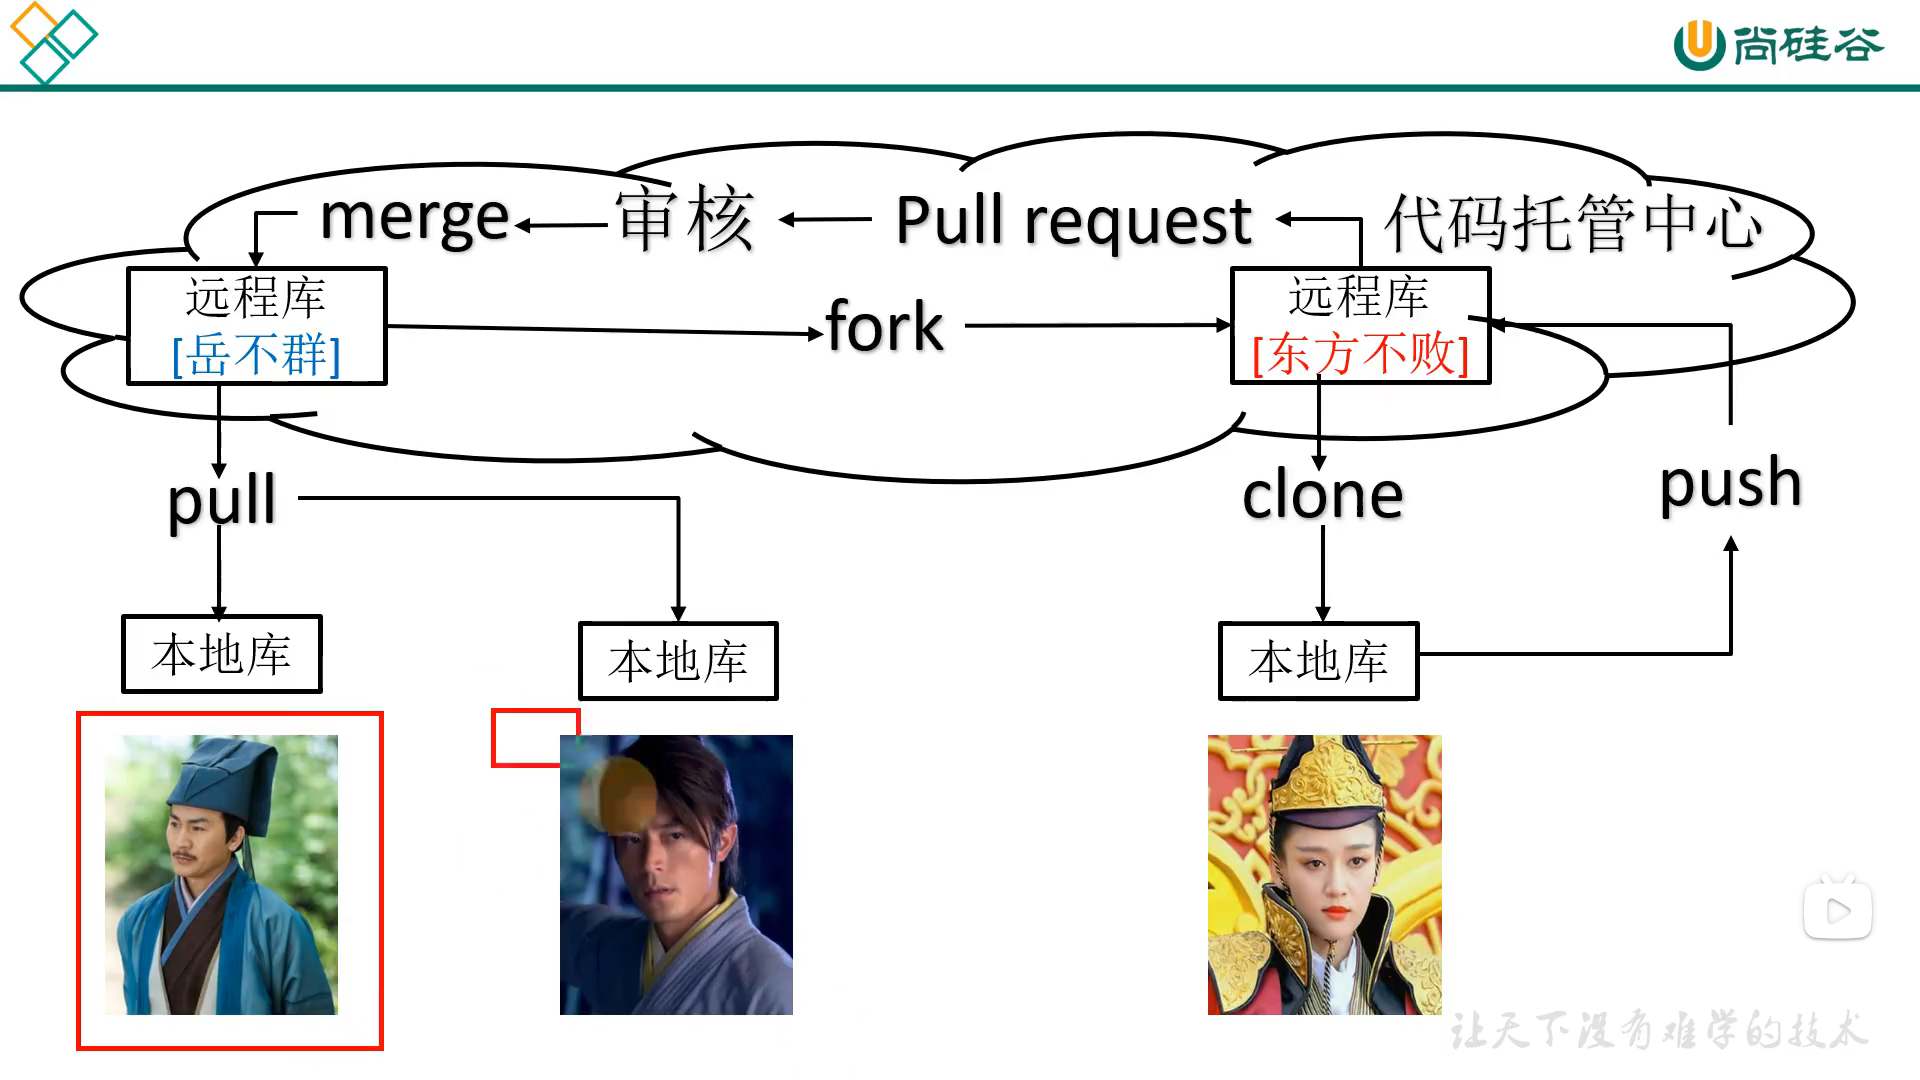 尚硅谷
merge
审核
Pull request
代码托管中心
远程库
[岳不群]
fork
远程库
[东方不败]
pull
clone
push
本地库
本地库
本地库
让天下没有难学的技术